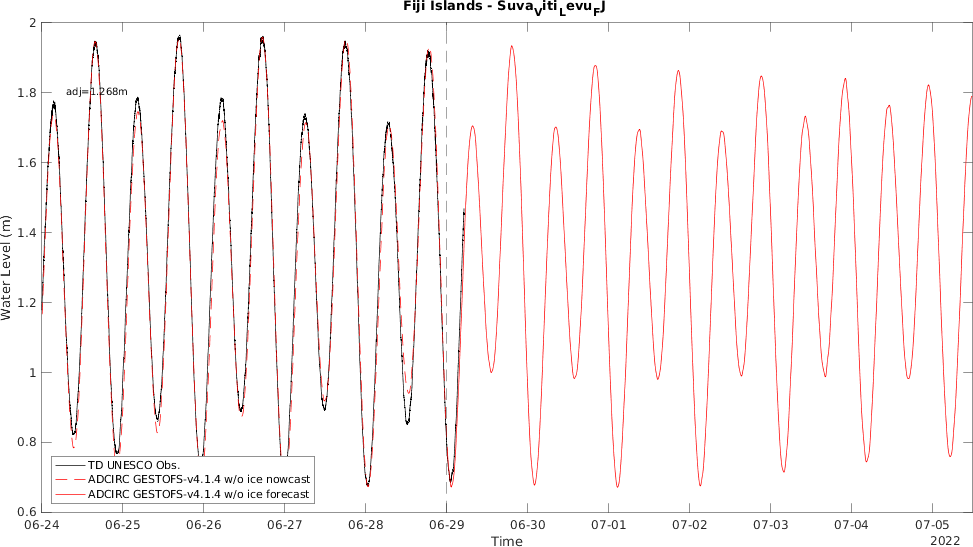 Fiji Islands - SuvaViti LevuFJ
2
1.8
1.6
1.4
1.2
1
0.8
0.6
Water Level (m)
adj=1.268m
TD UNESCO Obs.
ADCIRC GESTOFS-v4.1.4 w/o ice nowcast
ADCIRC GESTOFS-v4.1.4 w/o ice forecast
06-24 06-25 06-26 06-27 06-28 06-29 06-30 07-01 07-02 07-03 07-04 07-05
Time
2022